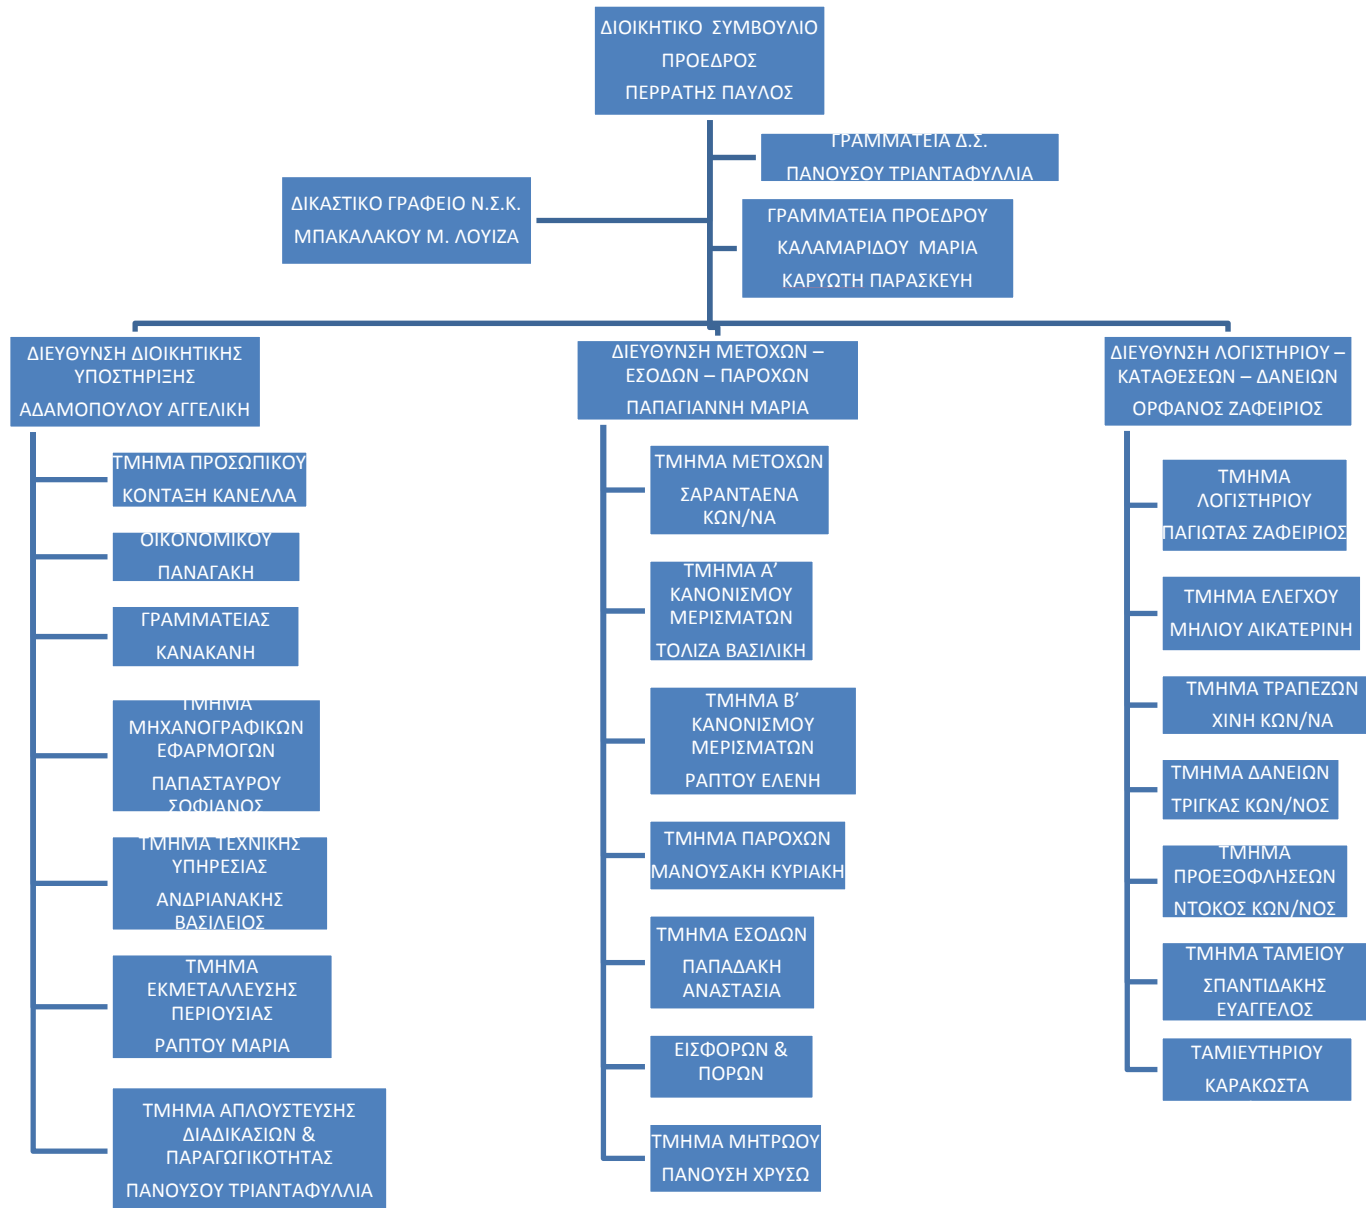 ΔΙΟΙΚΗΤΙΚΟ ΣΥΜΒΟΥΛΙΟ
ΠΡΟΕΔΡΟΣ
ΠΕΡΡΑΤΗΣ ΠΑΥΛΟΣ
ΓΡΑΜΜΑΤΕΙΑ Δ.Σ.
ΠΑΝΟΥΣΟΥ ΤΡΙΑΝΤΑΦΥΛΛΙΑ
ΔΙΚΑΣΤΙΚΟ ΓΡΑΦΕΙΟ Ν.Σ.Κ.
ΜΠΑΚΑΛΑΚΟΥ Μ. ΛΟΥΙΖΑ
ΓΡΑΜΜΑΤΕΙΑ ΠΡΟΕΔΡΟΥ
ΚΑΛΑΜΑΡΙΔΟΥ ΜΑΡΙΑ
ΚΑΡΥΩΤΗ ΠΑΡΑΣΚΕΥΗ
ΔΙΕΥΘΥΝΣΗ ΔΙΟΙΚΗΤΙΚΗΣ
ΥΠΟΣΤΗΡΙΞΗΣ
ΑΔΑΜΟΠΟΥΛΟΥ ΑΓΓΕΛΙΚΗ
ΤΜΗΜΑ ΠΡΟΣΩΠΙΚΟΥ
ΚΟΝΤΑΞΗ ΚΑΝΕΛΛΑ
ΟΙΚΟΝΟΜΙΚΟΥ
ΠΑΝΑΓΑΚΗ
ΓΡΑΜΜΑΤΕΙΑΣ
ΚΑΝΑΚΑΝΗ
ΤΜΗΜΑ
ΜΗΧΑΝΟΓΡΑΦΙΚΩΝ
ΕΦΑΡΜΟΓΩΝ
ΠΑΠΑΣΤΑΥΡΟΥ
ΣΟΦΙΑΝΟΣ
ΤΜΗΜΑ ΤΕΧΝΙΚΗΣ
ΥΠΗΡΕΣΙΑΣ
ΑΝΔΡΙΑΝΑΚΗΣ
ΒΑΣΙΛΕΙΟΣ
ΤΜΗΜΑ
ΕΚΜΕΤΑΛΛΕΥΣΗΣ
ΠΕΡΙΟΥΣΙΑΣ
ΡΑΠΤΟΥ ΜΑΡΙΑ
ΤΜΗΜΑ ΑΠΛΟΥΣΤΕΥΣΗΣ
ΔΙΑΔΙΚΑΣΙΩΝ &
ΠΑΡΑΓΩΓΙΚΟΤΗΤΑΣ
ΠΑΝΟΥΣΟΥ ΤΡΙΑΝΤΑΦΥΛΛΙΑ
ΔΙΕΥΘΥΝΣΗ ΜΕΤΟΧΩΝ –
ΕΣΟΔΩΝ – ΠΑΡΟΧΩΝ
ΠΑΠΑΓΙΑΝΝΗ ΜΑΡΙΑ
ΤΜΗΜΑ ΜΕΤΟΧΩΝ
ΣΑΡΑΝΤΑΕΝΑ
ΚΩΝ/ΝΑ
ΤΜΗΜΑ Α’
ΚΑΝΟΝΙΣΜΟΥ
ΜΕΡΙΣΜΑΤΩΝ
ΤΟΛΙΖΑ ΒΑΣΙΛΙΚΗ
ΤΜΗΜΑ Β’
ΚΑΝΟΝΙΣΜΟΥ
ΜΕΡΙΣΜΑΤΩΝ
ΡΑΠΤΟΥ ΕΛΕΝΗ
ΤΜΗΜΑ ΠΑΡΟΧΩΝ
ΜΑΝΟΥΣΑΚΗ ΚΥΡΙΑΚΗ
ΤΜΗΜΑ ΕΣΟΔΩΝ
ΠΑΠΑΔΑΚΗ
ΑΝΑΣΤΑΣΙΑ
ΕΙΣΦΟΡΩΝ &
ΠΟΡΩΝ
ΤΜΗΜΑ ΜΗΤΡΩΟΥ
ΠΑΝΟΥΣΗ ΧΡΥΣΩ
ΔΙΕΥΘΥΝΣΗ ΛΟΓΙΣΤΗΡΙΟΥ –
ΚΑΤΑΘΕΣΕΩΝ – ΔΑΝΕΙΩΝ
ΟΡΦΑΝΟΣ ΖΑΦΕΙΡΙΟΣ
ΤΜΗΜΑ
ΛΟΓΙΣΤΗΡΙΟΥ
ΠΑΓΙΩΤΑΣ ΖΑΦΕΙΡΙΟΣ
ΤΜΗΜΑ ΕΛΕΓΧΟΥ
ΜΗΛΙΟΥ ΑΙΚΑΤΕΡΙΝΗ
ΤΜΗΜΑ ΤΡΑΠΕΖΩΝ
ΧΙΝΗ ΚΩΝ/ΝΑ
ΤΜΗΜΑ ΔΑΝΕΙΩΝ
ΤΡΙΓΚΑΣ ΚΩΝ/ΝΟΣ
ΤΜΗΜΑ
ΠΡΟΕΞΟΦΛΗΣΕΩΝ
ΝΤΟΚΟΣ ΚΩΝ/ΝΟΣ
ΤΜΗΜΑ ΤΑΜΕΙΟΥ
ΣΠΑΝΤΙΔΑΚΗΣ
ΕΥΑΓΓΕΛΟΣ
ΤΑΜΙΕΥΤΗΡΙΟΥ
ΚΑΡΑΚΩΣΤΑ